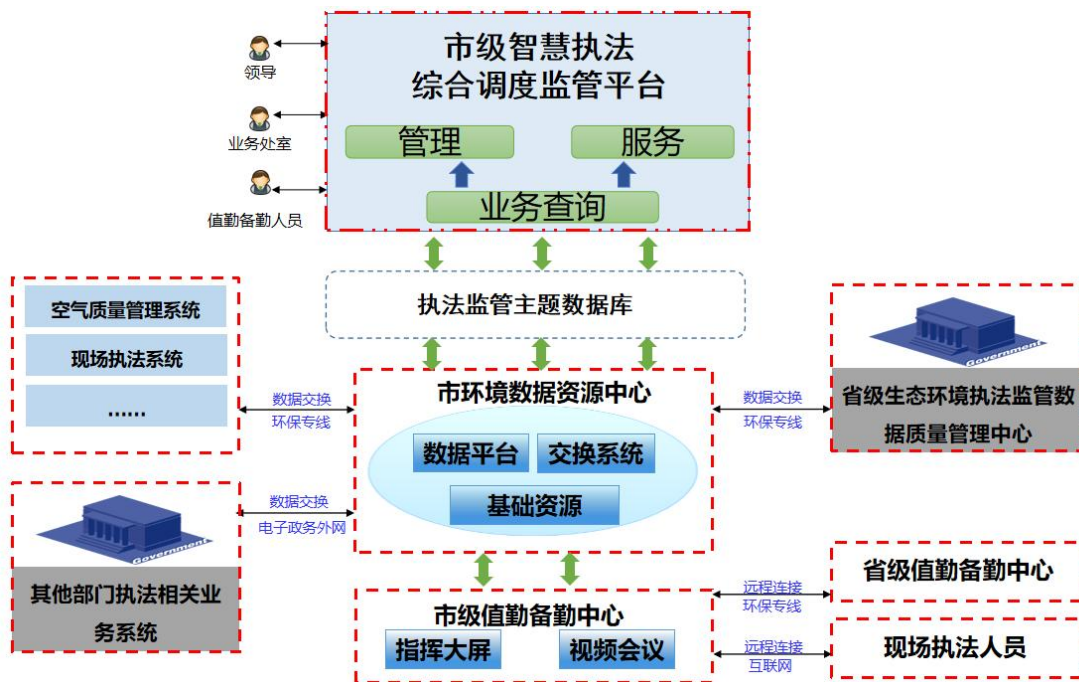 市级智慧执法
综合调度监管平台
领导
业务处室
值勤备勤人员
管理
服务
业务查询
执法监管主题数据库
空气质量管理系统
现场执法系统
……
数据交换
环保专线
市环境数据资源中心
数据平台
交换系统
基础资源
数据交换
环保专线
Government
省级生态环境执法监管数
据质量管理中心
数据交换
电子政务外网
Government
其他部门执法相关业
务系统
市级值勤备勤中心
指挥大屏
视频会议
远程连接
环保专线
省级值勤备勤中心
远程连接
互联网
现场执法人员